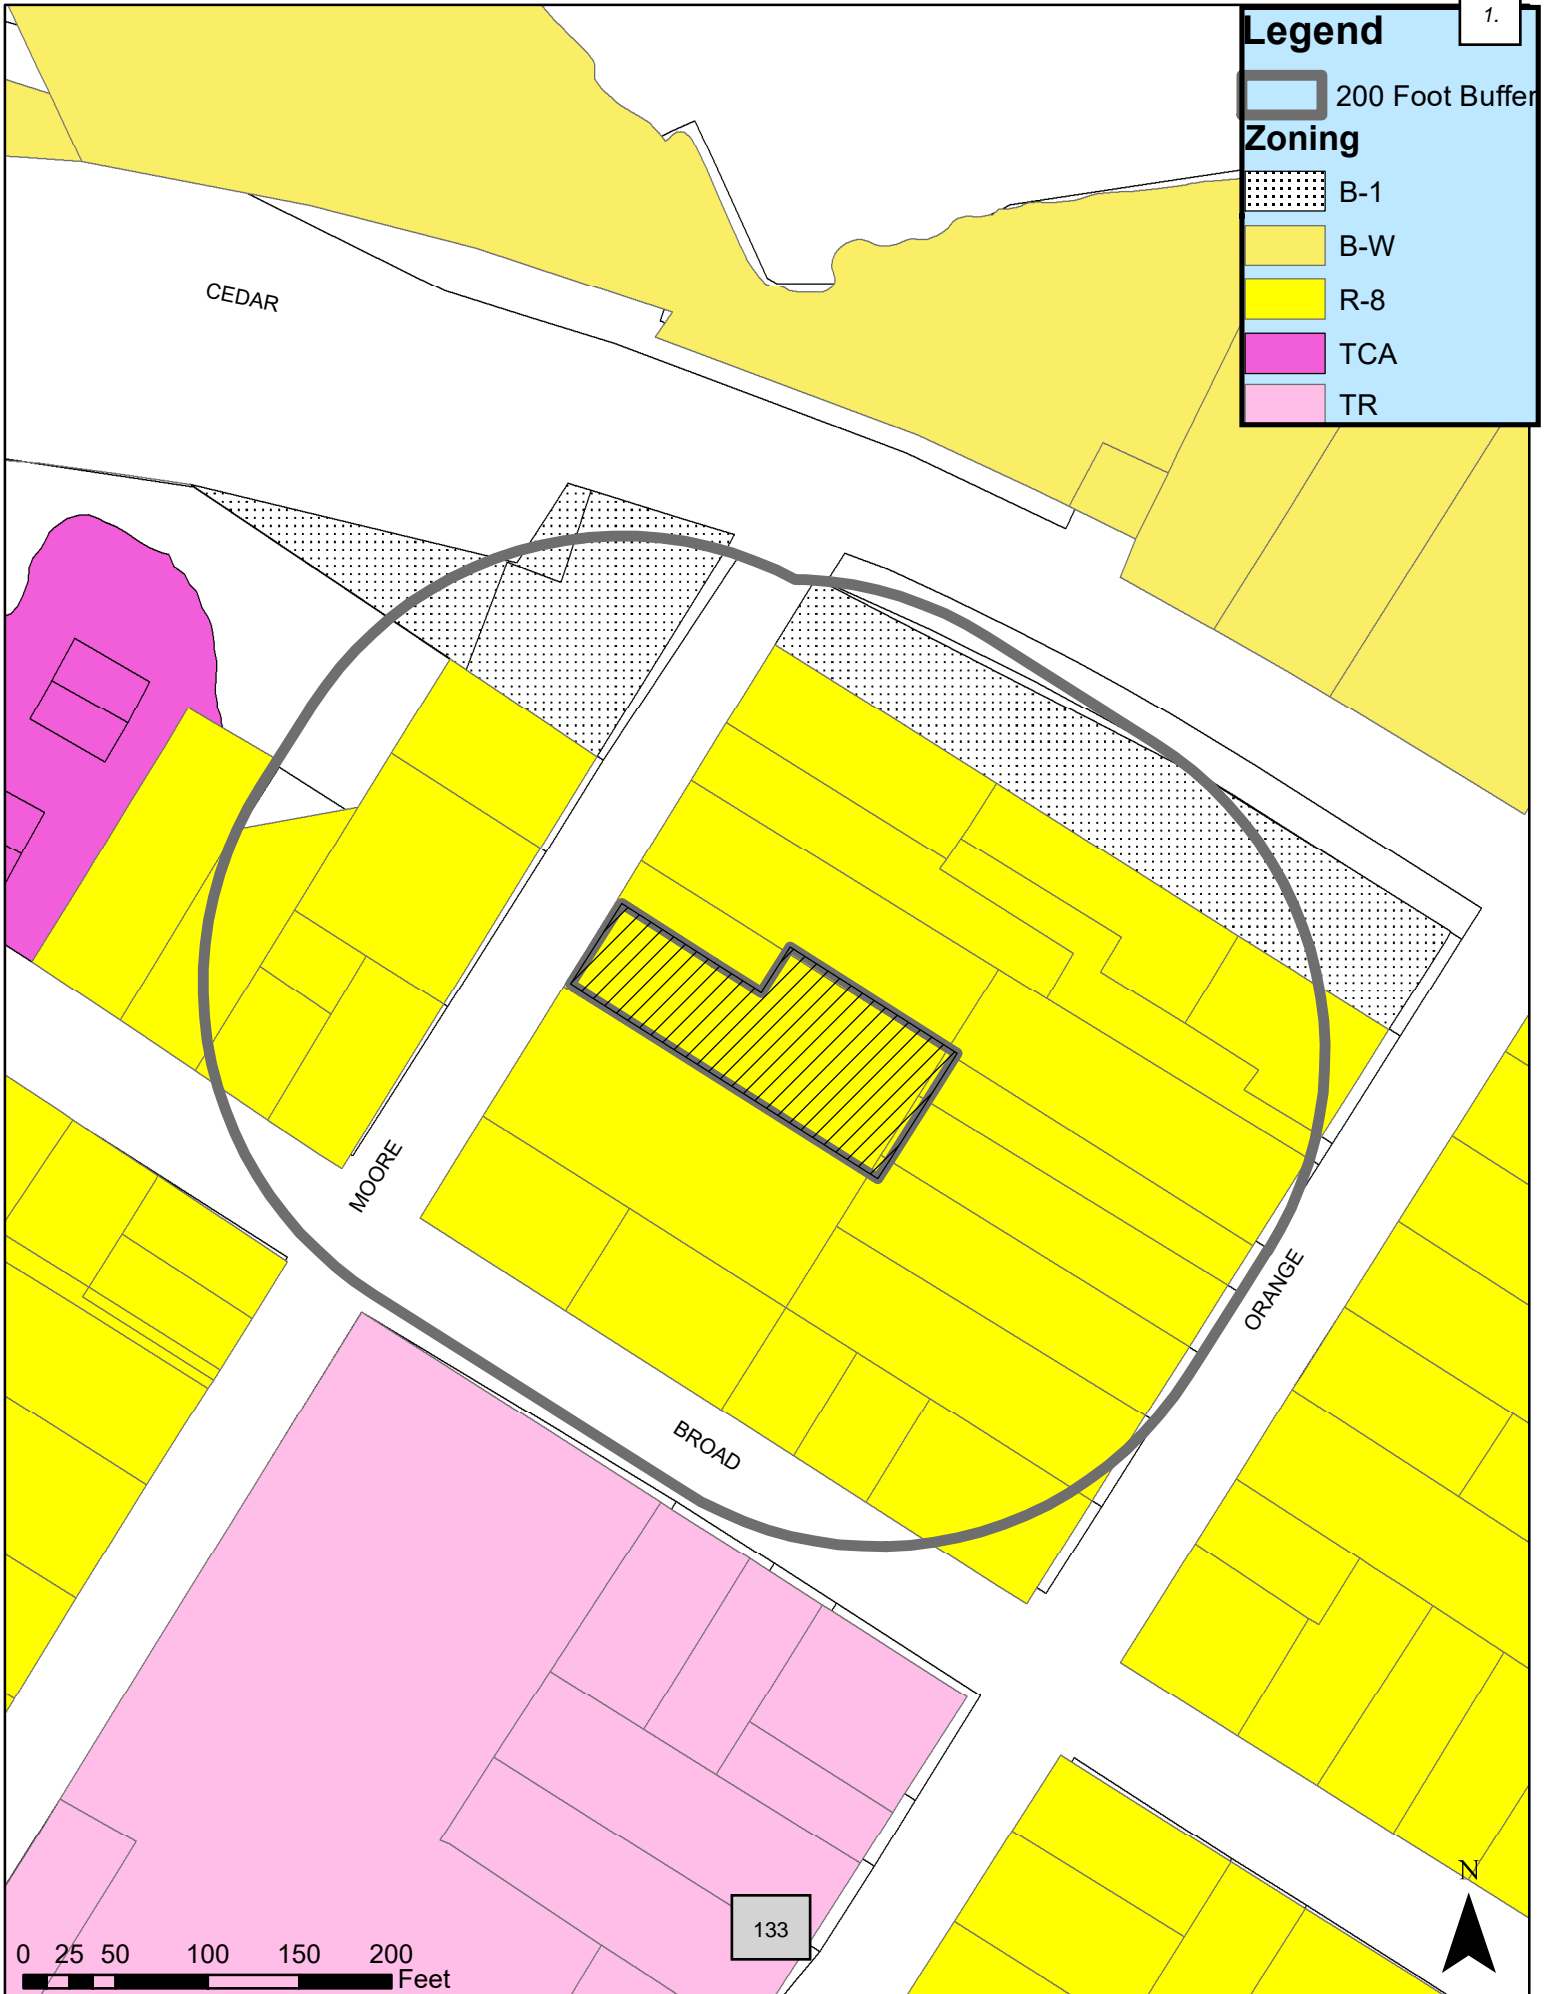 1.
Legend
200 Foot Buffer
Zoning
B-1
B-W
R-8
TCA
TR
CEDAR
MOORE
ORANGE
BROAD
N
133
0 25 50 100 150 200
Feet